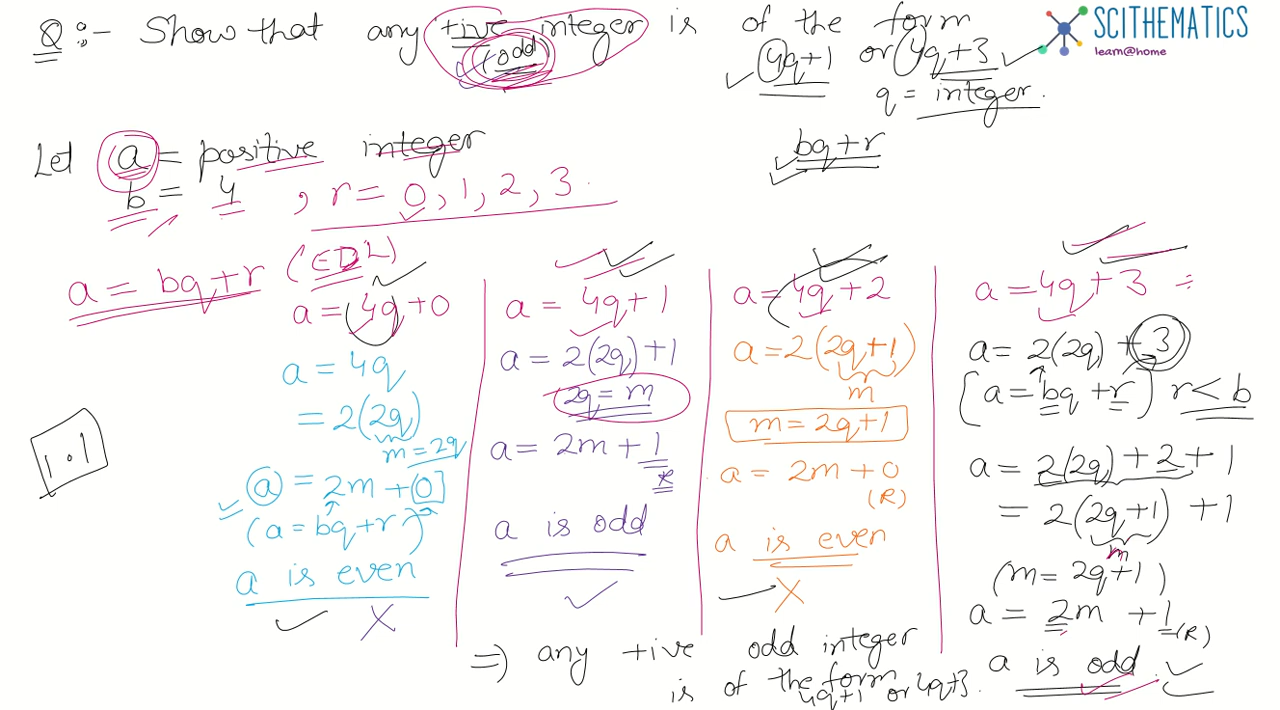 Q :- Show that any +ive integer is of the form
(odd)
4q+1 or 4q+3
q = integer.
SCITHEMATICS
learn@home
Let a = positive integer
b = 4 , r = 0, 1, 2, 3.
bq+r
a = bq+r (EDL)
a = 4q+0
a = 4q
= 2(2q)
m
m = 2q
a = 2m + 0
(a = bq+r)
a is even
X
1.1
a = 4q+1
a = 2(2q)+1
2q = m
a = 2m+1
R
a is odd
a = 4q+2
a = 2(2q+1)
m
m = 2q+1
a = 2m+0
(R)
a is even
X
a = 4q+3 =
a = 2(2q) + 3
[a = bq+r] r < b
a = 2(2q)+2+1
= 2(2q+1) +1
m
(m = 2q+1)
a = 2m +1
=(R)
a is odd
=) any +ive odd integer
is of the form
4q+1 or 4q+3.